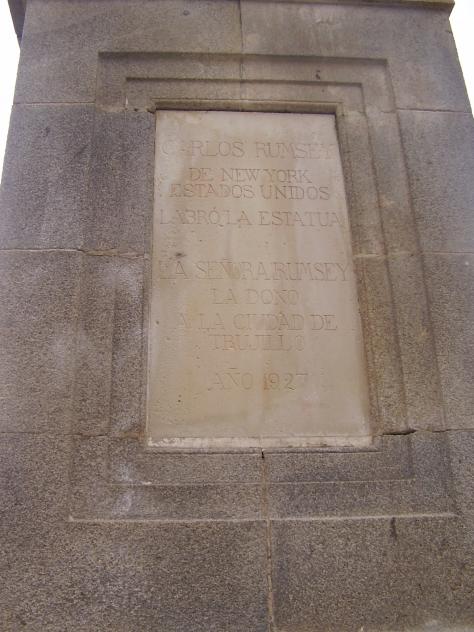 CARLOS RUMSEY
DE NEW YORK
ESTADOS UNIDOS
LABRÓ LA ESTATUA
LA SEÑORA RUMSEY
LA DONO
A LA CIUDAD DE
TRUJILLO
AÑO 1927